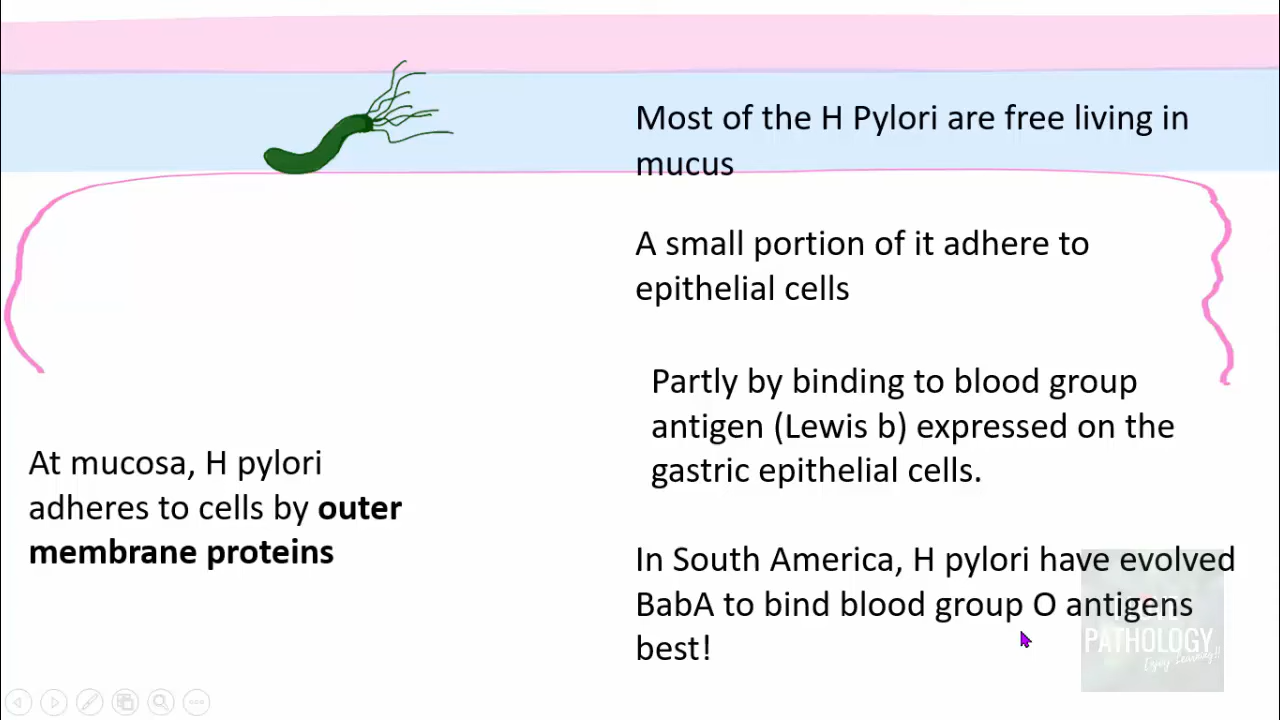 Most of the H Pylori are free living in
mucus
A small portion of it adhere to
epithelial cells
Partly by binding to blood group
antigen (Lewis b) expressed on the
gastric epithelial cells.
At mucosa, H pylori
adheres to cells by outer
membrane proteins
In South America, H pylori have evolved
BabA to bind blood group O antigens
best!
PATHOLOGY
Enjoy Learning!!